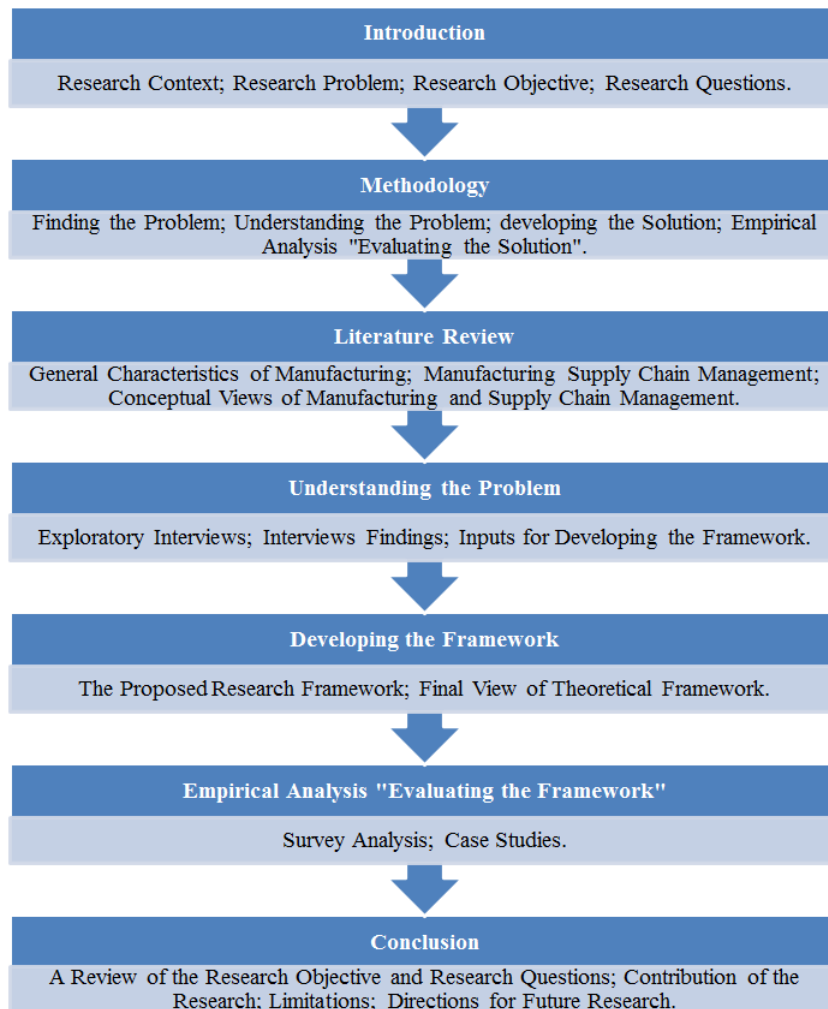 Introduction
Research Context; Research Problem; Research Objective; Research Questions.
Methodology
Finding the Problem; Understanding the Problem; developing the Solution; Empirical
Analysis "Evaluating the Solution".
Literature Review
General Characteristics of Manufacturing; Manufacturing Supply Chain Management;
Conceptual Views of Manufacturing and Supply Chain Management.
Understanding the Problem
Exploratory Interviews; Interviews Findings; Inputs for Developing the Framework.
Developing the Framework
The Proposed Research Framework; Final View of Theoretical Framework.
Empirical Analysis "Evaluating the Framework"
Survey Analysis; Case Studies.
Conclusion
A Review of the Research Objective and Research Questions; Contribution of the
Research; Limitations; Directions for Future Research.